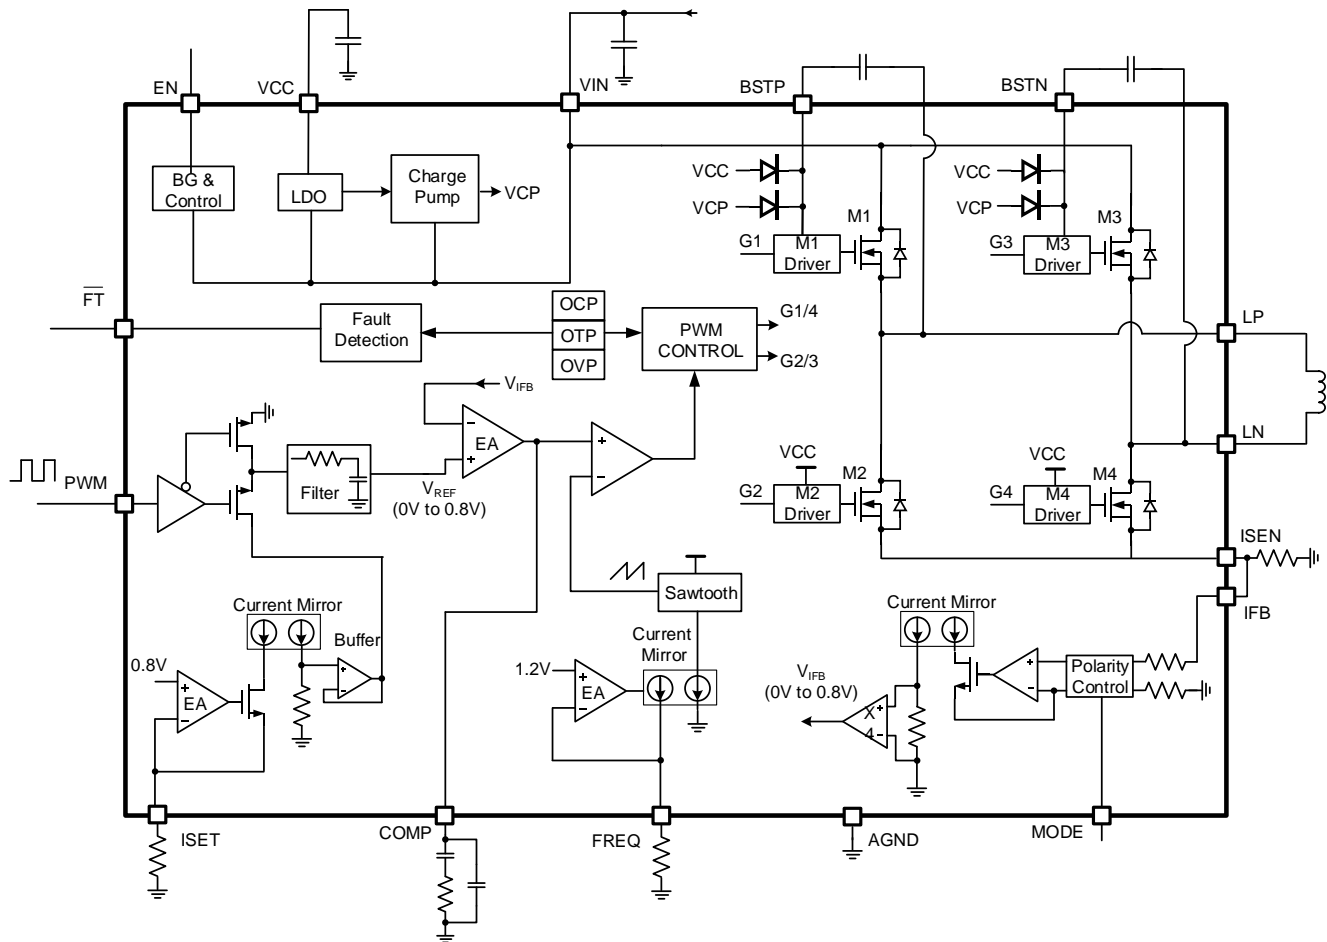 EN
VCC
VIN
BSTP
BSTN
BG &
Control
LDO
Charge
Pump
VCP
VCC
VCP
G1
M1
Driver
M1
VCC
VCP
G3
M3
Driver
M3
FT
Fault
Detection
OCP
OTP
OVP
PWM
CONTROL
G1/4
G2/3
LP
LN
VIFB
EA
−
+
+
−
PWM
Filter
VREF
(0V to 0.8V)
VCC
G2
M2
Driver
M2
VCC
G4
M4
Driver
M4
ISEN
IFB
Sawtooth
Current Mirror
Buffer
+
−
0.8V
+
EA
−
1.2V
+
EA
−
Current
Mirror
Current Mirror
VIFB
(0V to 0.8V)
X
4
+
−
+
−
Polarity
Control
ISET
COMP
FREQ
AGND
MODE